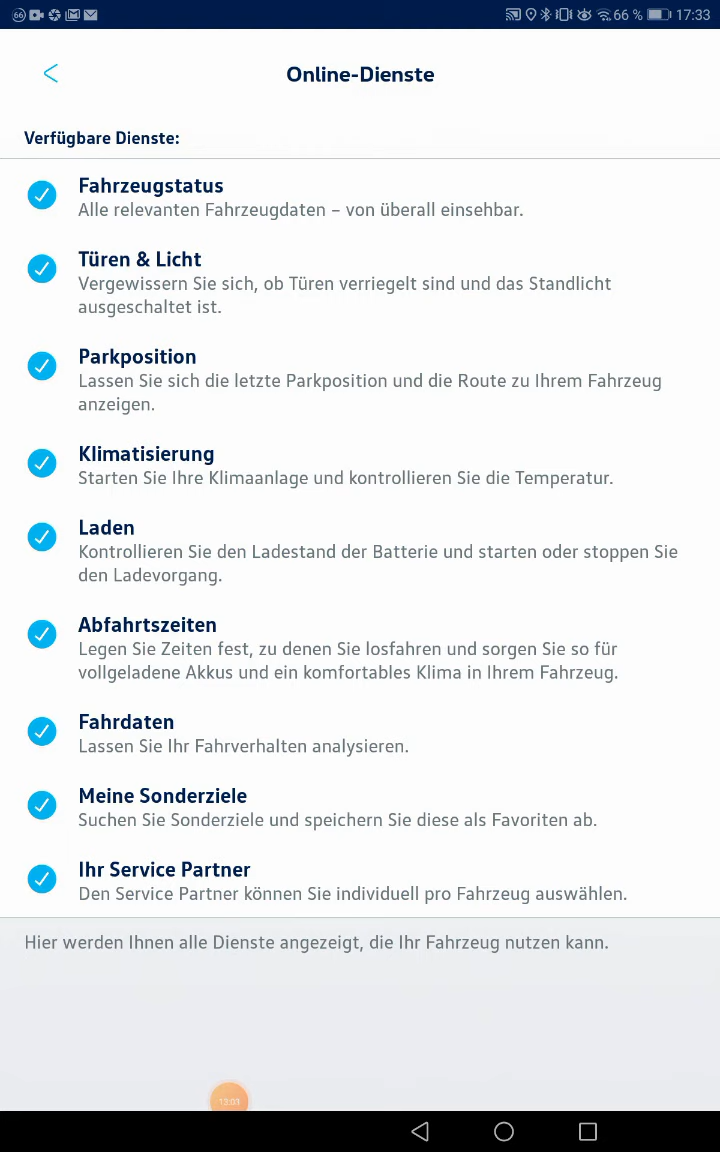 66 66 % 17:33
Online-Dienste
Verfügbare Dienste:
Fahrzeugstatus
Alle relevanten Fahrzeugdaten – von überall einsehbar.
Türen & Licht
Vergewissern Sie sich, ob Türen verriegelt sind und das Standlicht
ausgeschaltet ist.
Parkposition
Lassen Sie sich die letzte Parkposition und die Route zu Ihrem Fahrzeug
anzeigen.
Klimatisierung
Starten Sie Ihre Klimaanlage und kontrollieren Sie die Temperatur.
Laden
Kontrollieren Sie den Ladestand der Batterie und starten oder stoppen Sie
den Ladevorgang.
Abfahrtszeiten
Legen Sie Zeiten fest, zu denen Sie losfahren und sorgen Sie so für
vollgeladene Akkus und ein komfortables Klima in Ihrem Fahrzeug.
Fahrdaten
Lassen Sie Ihr Fahrverhalten analysieren.
Meine Sonderziele
Suchen Sie Sonderziele und speichern Sie diese als Favoriten ab.
Ihr Service Partner
Den Service Partner können Sie individuell pro Fahrzeug auswählen.
Hier werden Ihnen alle Dienste angezeigt, die Ihr Fahrzeug nutzen kann.